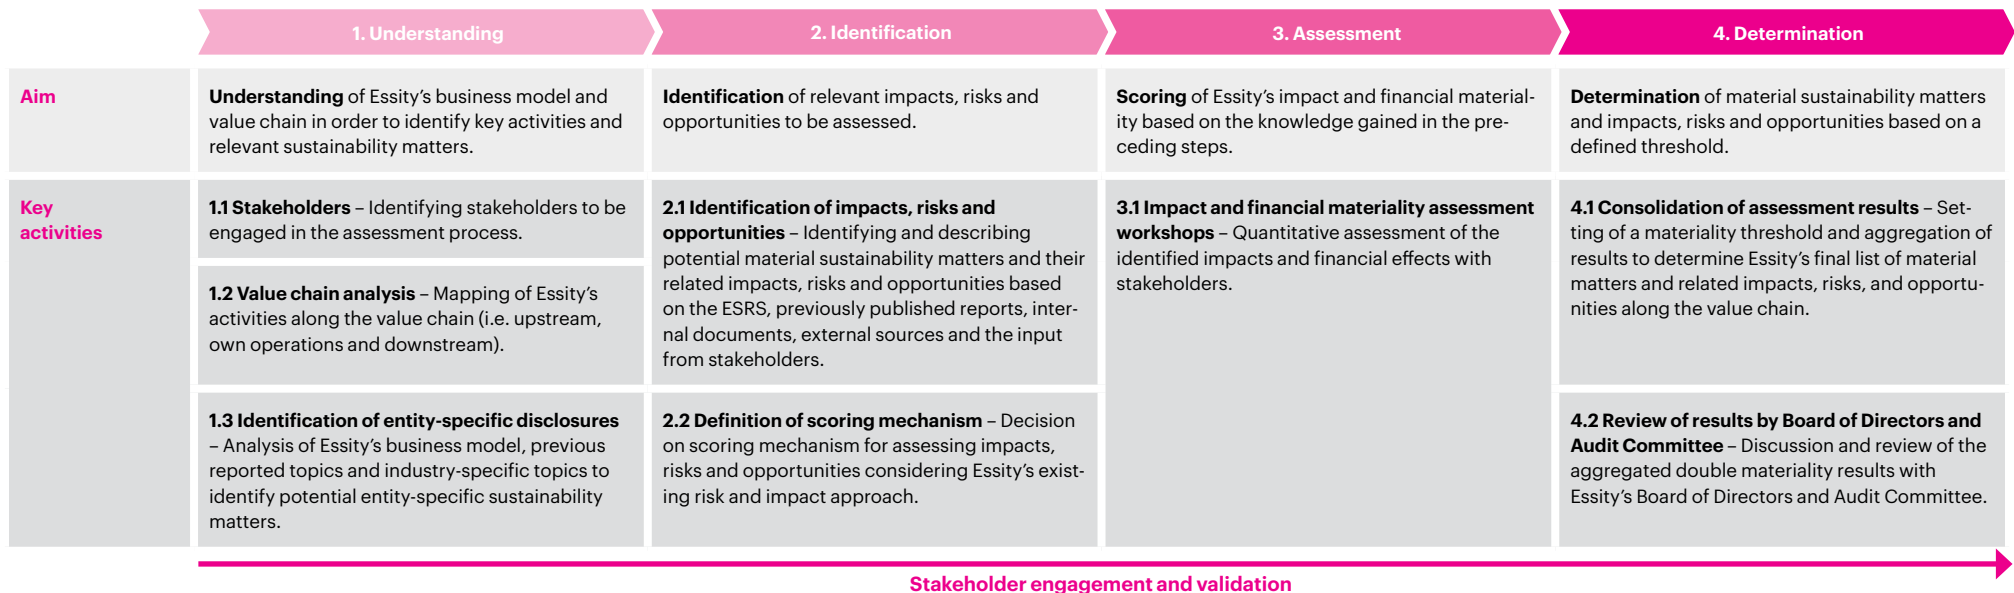 1. Understanding
2. Identification
3. Assessment
4. Determination
Aim
Understanding of Essity's business model and
value chain in order to identify key activities and
relevant sustainability matters.
Identification of relevant impacts, risks and
opportunities to be assessed.
Scoring of Essity's impact and financial material-
ity based on the knowledge gained in the pre-
ceding steps.
Determination of material sustainability matters
and impacts, risks and opportunities based on a
defined threshold.
Key
activities
1.1 Stakeholders – Identifying stakeholders to be
engaged in the assessment process.
1.2 Value chain analysis – Mapping of Essity's
activities along the value chain (i.e. upstream,
own operations and downstream).
1.3 Identification of entity-specific disclosures
– Analysis of Essity's business model, previous
reported topics and industry-specific topics to
identify potential entity-specific sustainability
matters.
2.1 Identification of impacts, risks and
opportunities – Identifying and describing
potential material sustainability matters and their
related impacts, risks and opportunities based
on the ESRS, previously published reports, inter-
nal documents, external sources and the input
from stakeholders.
2.2 Definition of scoring mechanism – Decision
on scoring mechanism for assessing impacts,
risks and opportunities considering Essity's exist-
ing risk and impact approach.
3.1 Impact and financial materiality assessment
workshops – Quantitative assessment of the
identified impacts and financial effects with
stakeholders.
4.1 Consolidation of assessment results – Set-
ting of a materiality threshold and aggregation of
results to determine Essity's final list of material
matters and related impacts, risks, and opportu-
nities along the value chain.
4.2 Review of results by Board of Directors and
Audit Committee – Discussion and review of the
aggregated double materiality results with
Essity's Board of Directors and Audit Committee.
Stakeholder engagement and validation